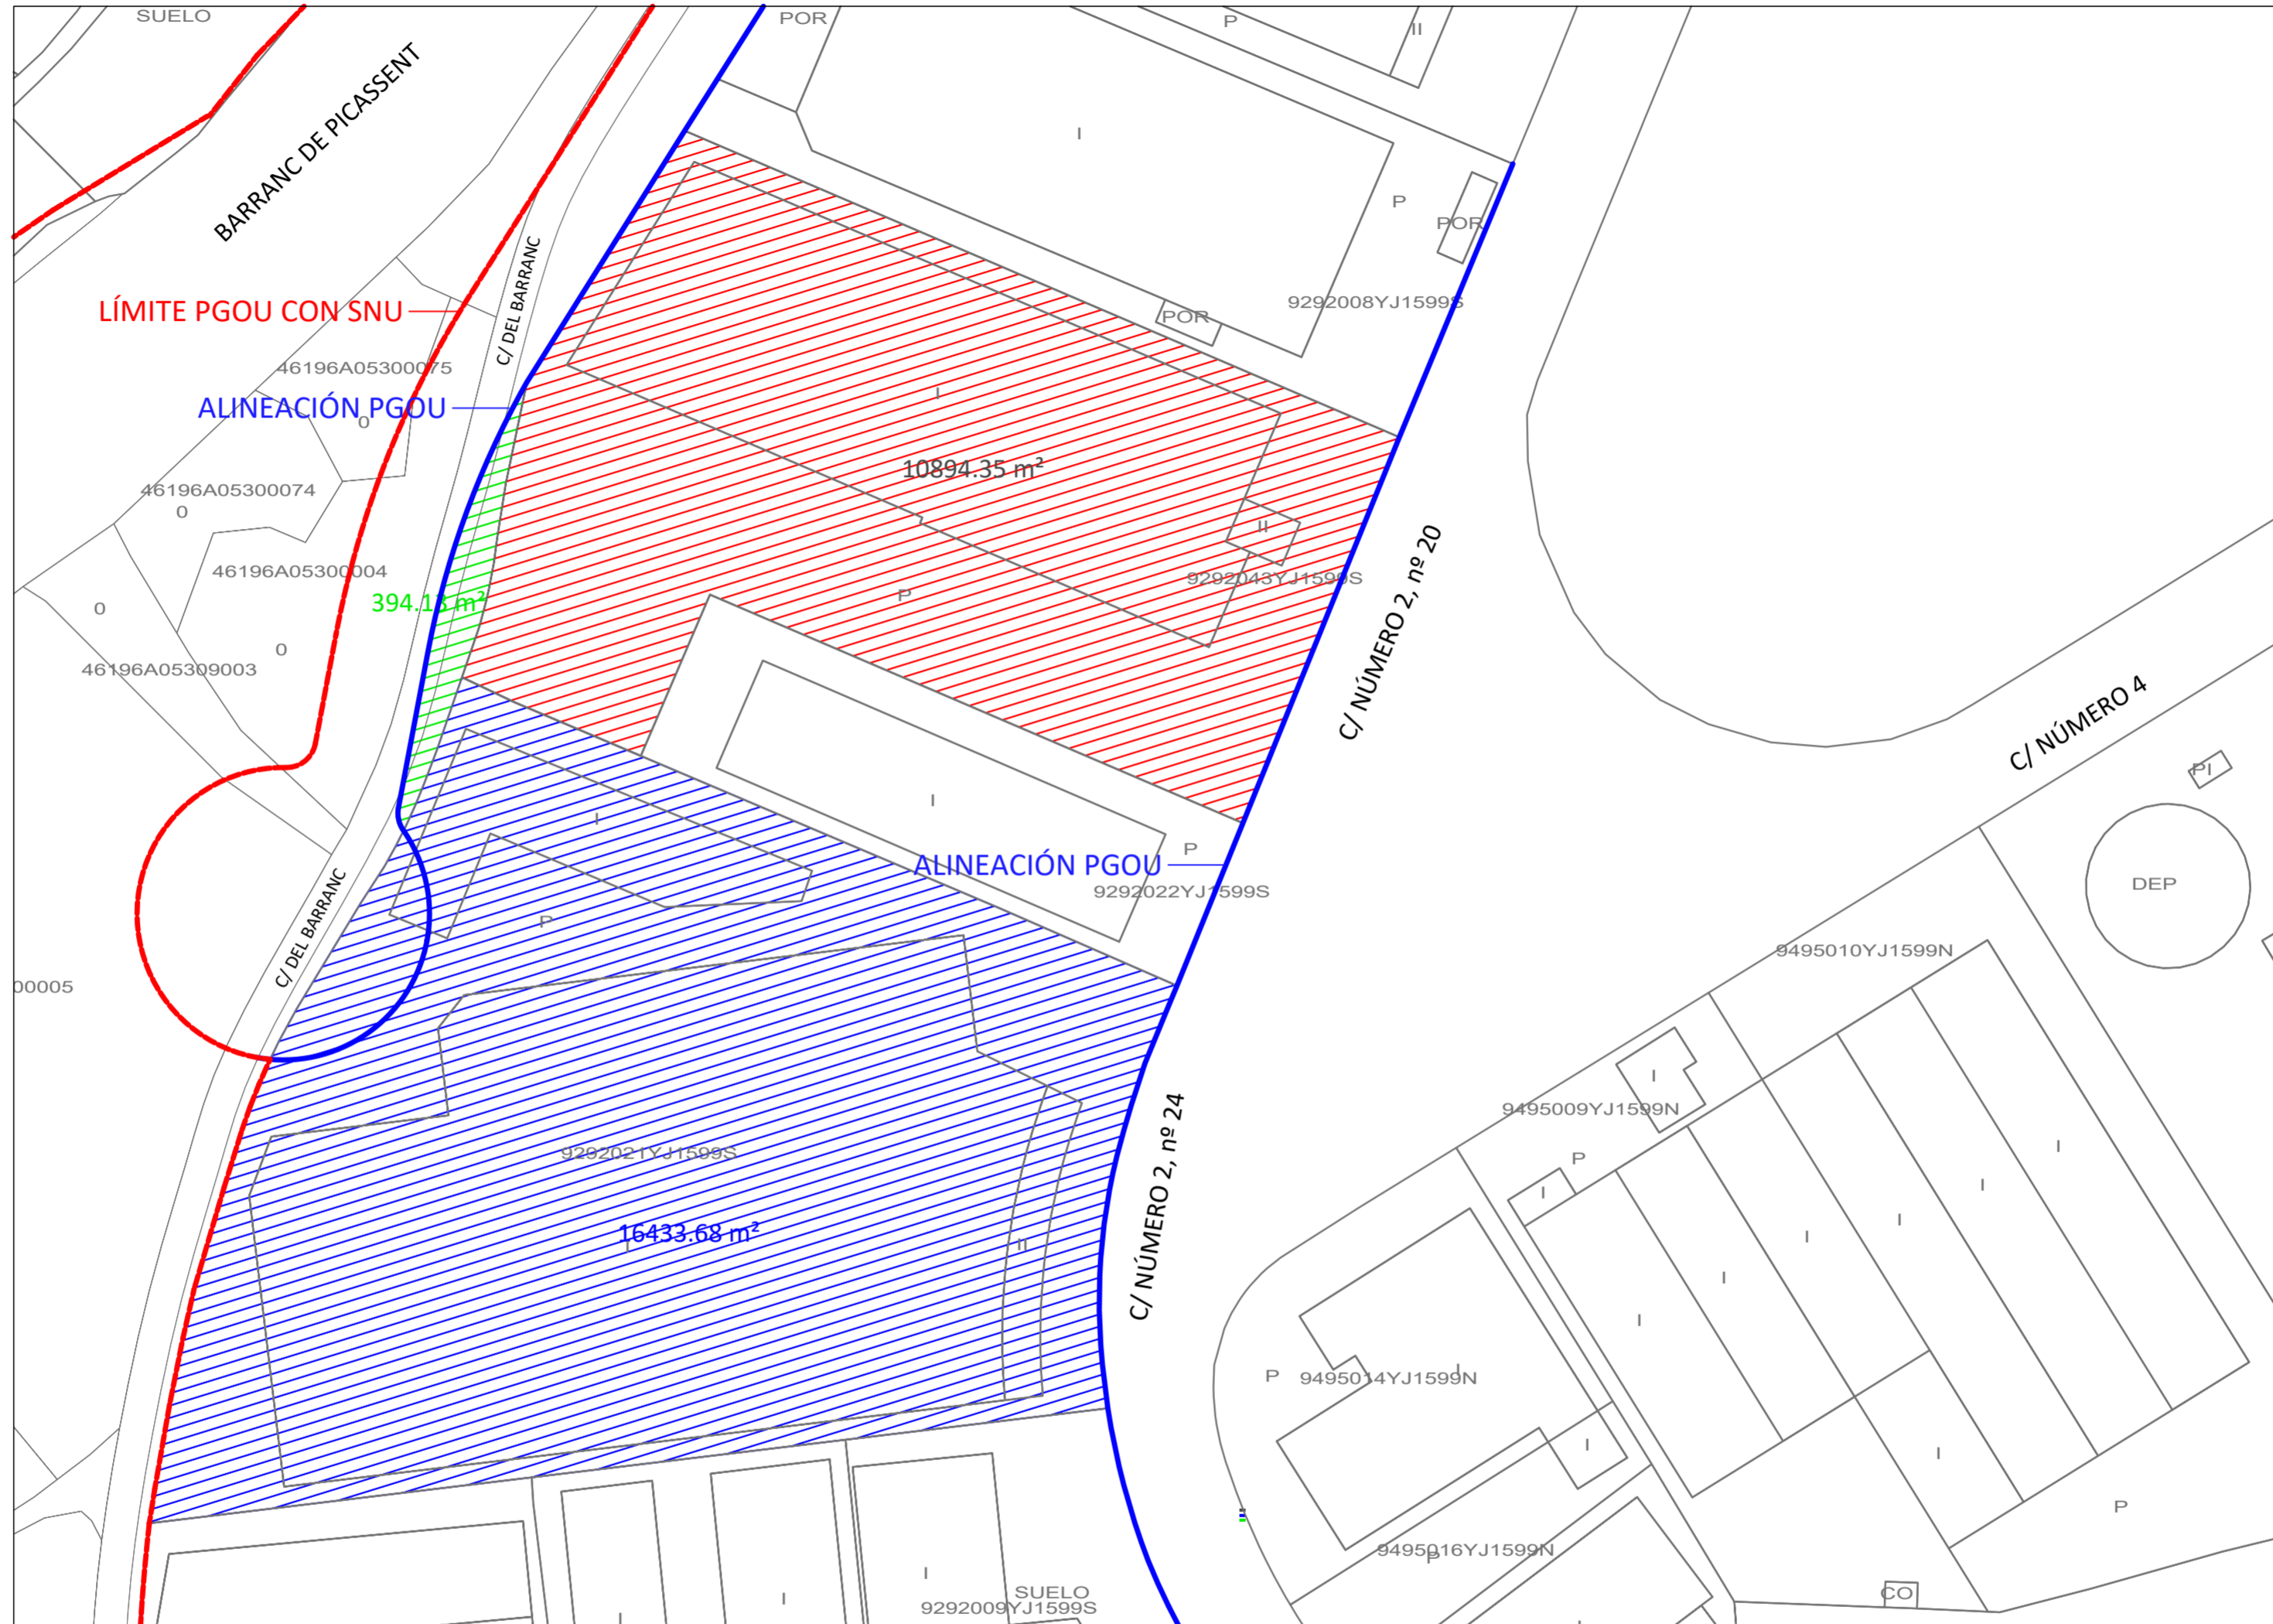 SUELO
POR
P
II
BARRANC DE PICASSENT
I
P
POR
C/ DEL BARRANC
9292008YJ1599S
LÍMITE PGOU CON SNU
POR
46196A05300075
I
ALINEACIÓN PGOU
0
10894.35 m²
46196A05300074
0
II
46196A05300004
9292043YJ1599S
C/ NÚMERO 2, nº 20
P
394.13 m²
0
0
46196A05309003
C/ NÚMERO 4
PI
I
I
P
ALINEACIÓN PGOU
9292022YJ1599S
DEP
P
C/ DEL BARRANC
9495010YJ1599N
00005
I
9495009YJ1599N
9292021YJ1599S
P
I
C/ NÚMERO 2, nº 24
I
I
I
16433.68 m²
I
II
I
I
I
P
9495014YJ1599N
I
I
I
P
9495016YJ1599N
P
I
SUELO
CO
I
9292009YJ1599S
I